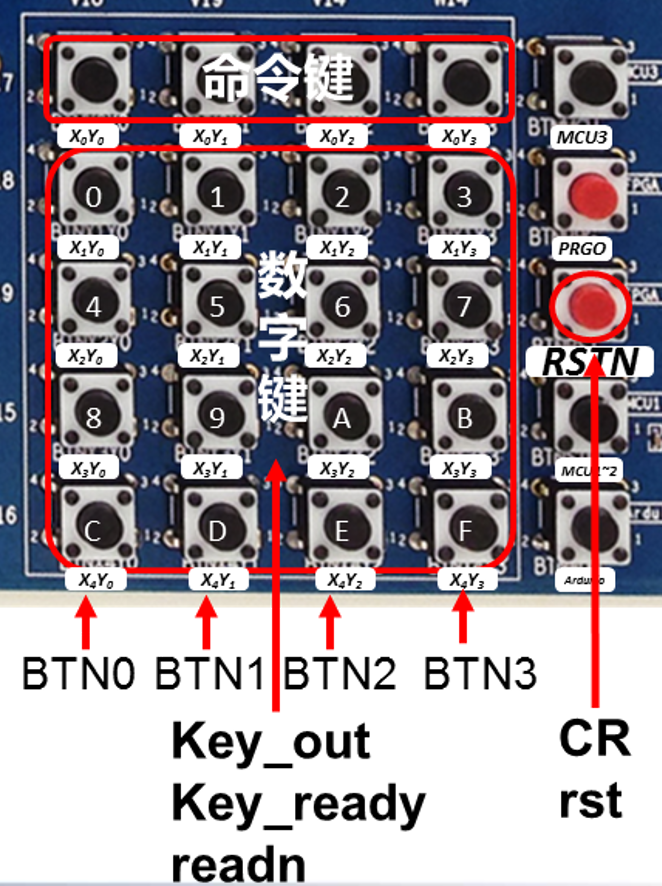 命令键
X0Y0 X0Y1 X0Y2 X0Y3 MCU3
0 1 2 3
X1Y0 X1Y1 X1Y2 X1Y3 PRGO
数字键
4 5 6 7
X2Y0 X2Y1 X2Y2 X2Y3 RSTN
8 9 A B
X3Y0 X3Y1 X3Y2 X3Y3
C D E F
X4Y0 X4Y1 X4Y2 X4Y3
BTN0 BTN1 BTN2 BTN3
Key_out CR
Key_ready rst
readn